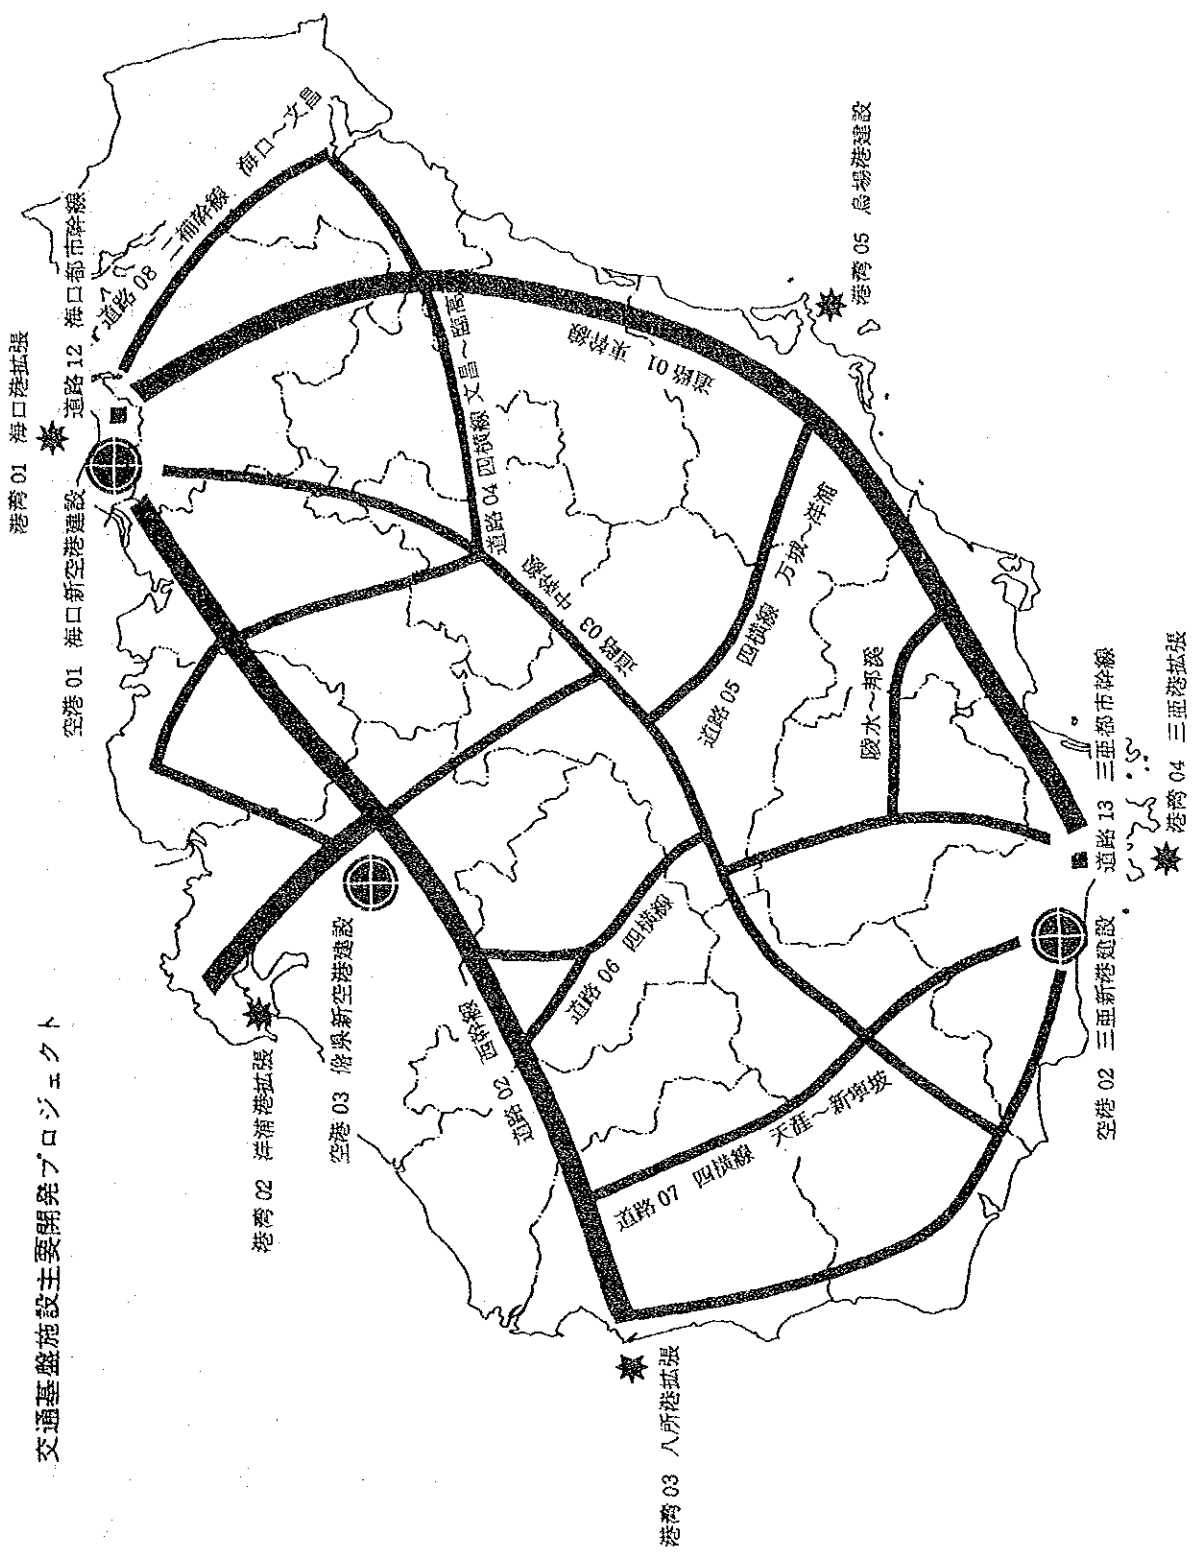 交通基盤施設主要開発プロジェクト
港湾 01 海口港拡張
空港 01 海口新空港建設
道路 12 海口都市幹線
道路 08 二補幹線 海口〜文昌
港湾 02 洋浦港拡張
空港 03 儋県新空港建設
道路 02 西幹線
道路 04 四横線 文昌〜臨高
道路 03 中幹線
道路 01 東幹線
港湾 05 烏場港建設
道路 05 四横線 万城〜洋浦
道路 06 四横線
陵水〜邦溪
道路 07 四横線 天涯〜新寧坡
港湾 03 八所港拡張
空港 02 三亜新港建設
道路 13 三亜都市幹線
港湾 04 三亜港拡張